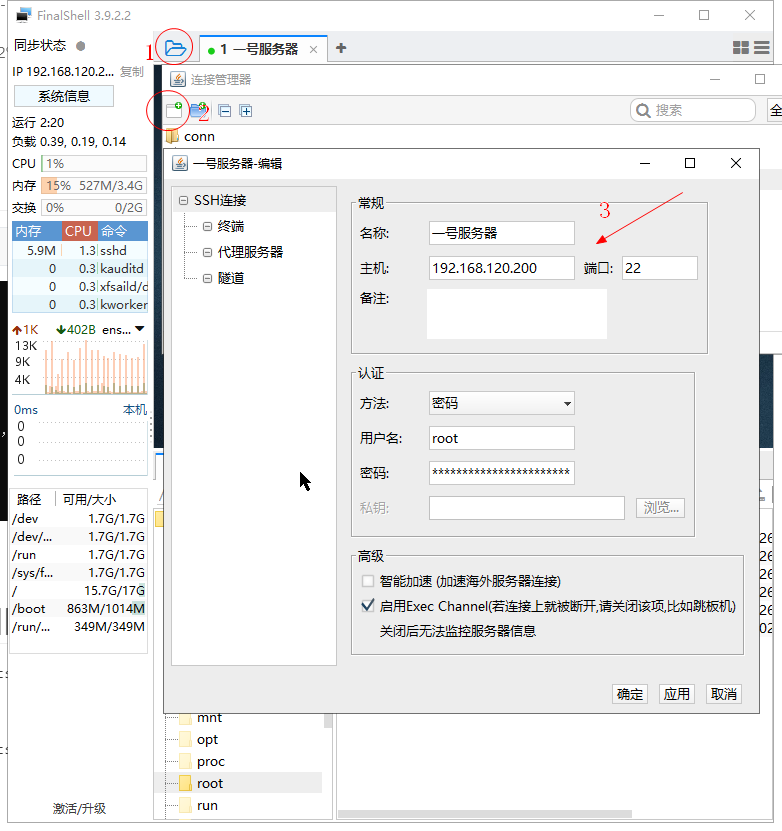 FinalShell 3.9.2.2
同步状态
1
1 一号服务器
IP 192.168.120.2... 复制
连接管理器
系统信息
2
搜索
全
运行 2:20
负载 0.39, 0.19, 0.14
conn
CPU 1%
一号服务器-编辑
内存 15% 527M/3.4G
交换 0% 0/2G
内存 CPU 命令
5.9M 1.3 sshd
0 0.3 kauditd
0 0.3 xfsaild/d
0 0.3 kworker
1K 402B ens...
13K
9K
4K
0ms 本机
0
0
0
路径 可用/大小
/dev 1.7G/1.7G
/dev/... 1.7G/1.7G
/run 1.7G/1.7G
/sys/f... 1.7G/1.7G
/ 15.7G/17G
/boot 863M/1014M
/run/... 349M/349M
激活/升级
SSH连接
终端
代理服务器
隧道
常规
3
名称: 一号服务器
主机: 192.168.120.200 端口: 22
备注:
认证
方法: 密码
用户名: root
密码: ***********************
私钥: 浏览...
高级
智能加速 (加速海外服务器连接)
启用Exec Channel(若连接上就被断开,请关闭该项,比如跳板机)
关闭后无法监控服务器信息
确定 应用 取消
mnt
opt
proc
root
run